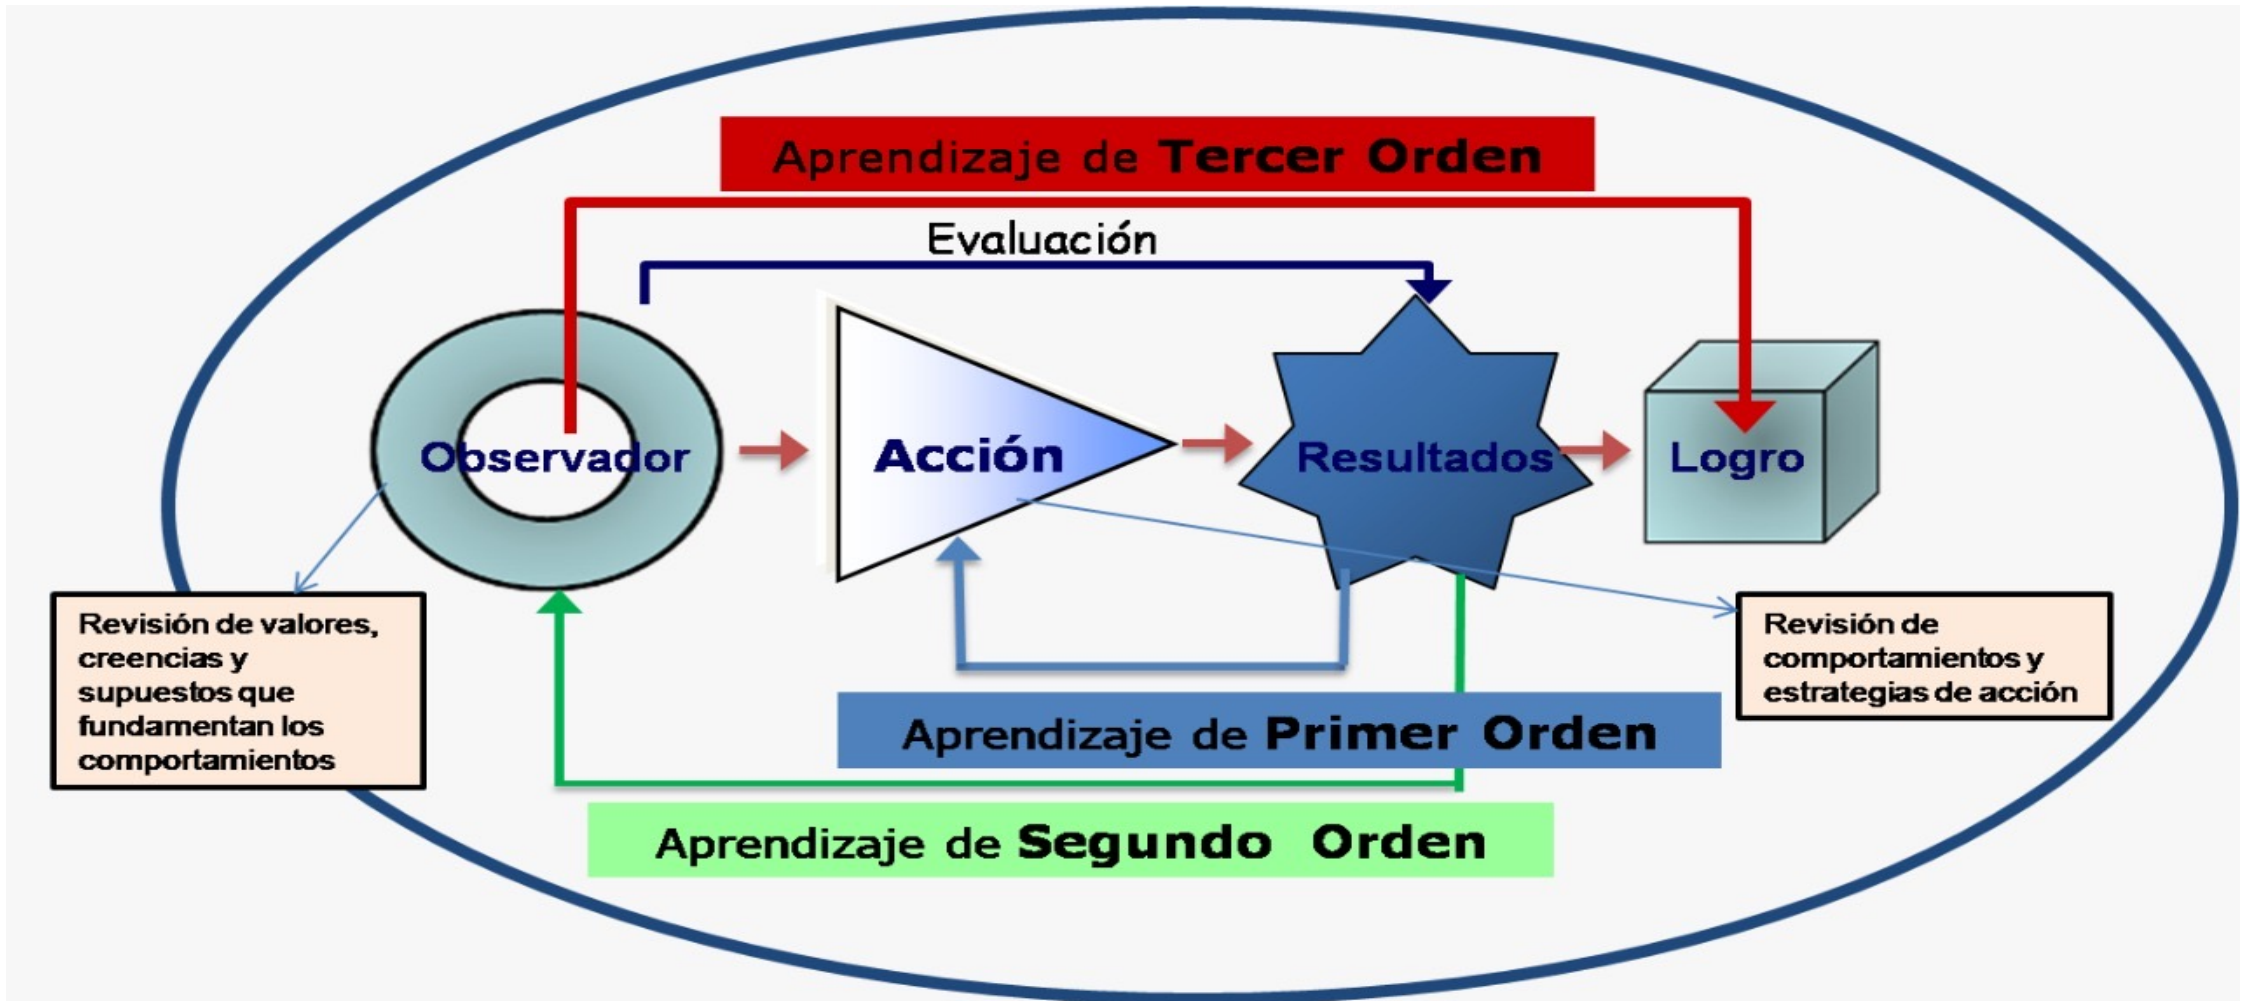 Aprendizaje de Tercer Orden
Evaluación
Observador
Acción
Resultados
Logro
Revisión de valores,
creencias y
supuestos que
fundamentan los
comportamientos
Revisión de
comportamientos y
estrategias de acción
Aprendizaje de Primer Orden
Aprendizaje de Segundo Orden